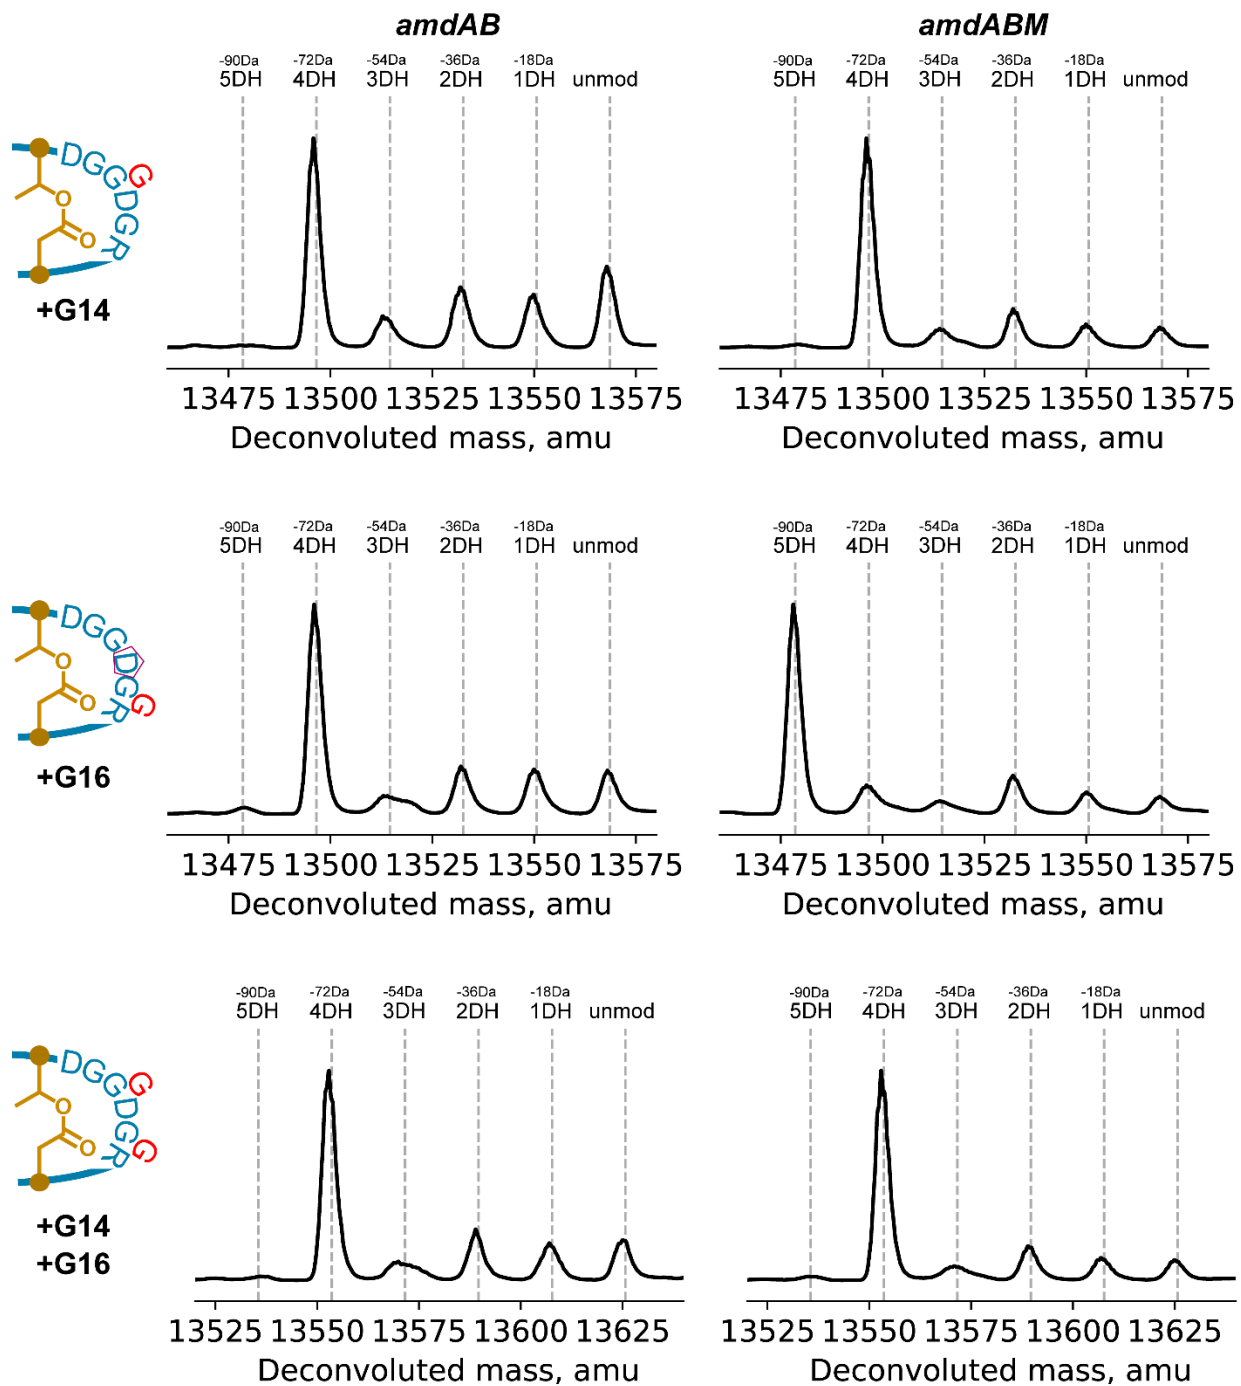 amdAB
amdABM
-90Da -72Da -54Da -36Da -18Da
5DH 4DH 3DH 2DH 1DH unmod
-90Da -72Da -54Da -36Da -18Da
5DH 4DH 3DH 2DH 1DH unmod
DGGGDGR
O
O
+G14
13475 13500 13525 13550 13575
Deconvoluted mass, amu
13475 13500 13525 13550 13575
Deconvoluted mass, amu
-90Da -72Da -54Da -36Da -18Da
5DH 4DH 3DH 2DH 1DH unmod
-90Da -72Da -54Da -36Da -18Da
5DH 4DH 3DH 2DH 1DH unmod
DGGDGGR
O
O
+G16
13475 13500 13525 13550 13575
Deconvoluted mass, amu
13475 13500 13525 13550 13575
Deconvoluted mass, amu
-90Da -72Da -54Da -36Da -18Da
5DH 4DH 3DH 2DH 1DH unmod
-90Da -72Da -54Da -36Da -18Da
5DH 4DH 3DH 2DH 1DH unmod
DGGGDGGR
O
O
+G14
+G16
13525 13550 13575 13600 13625
Deconvoluted mass, amu
13525 13550 13575 13600 13625
Deconvoluted mass, amu